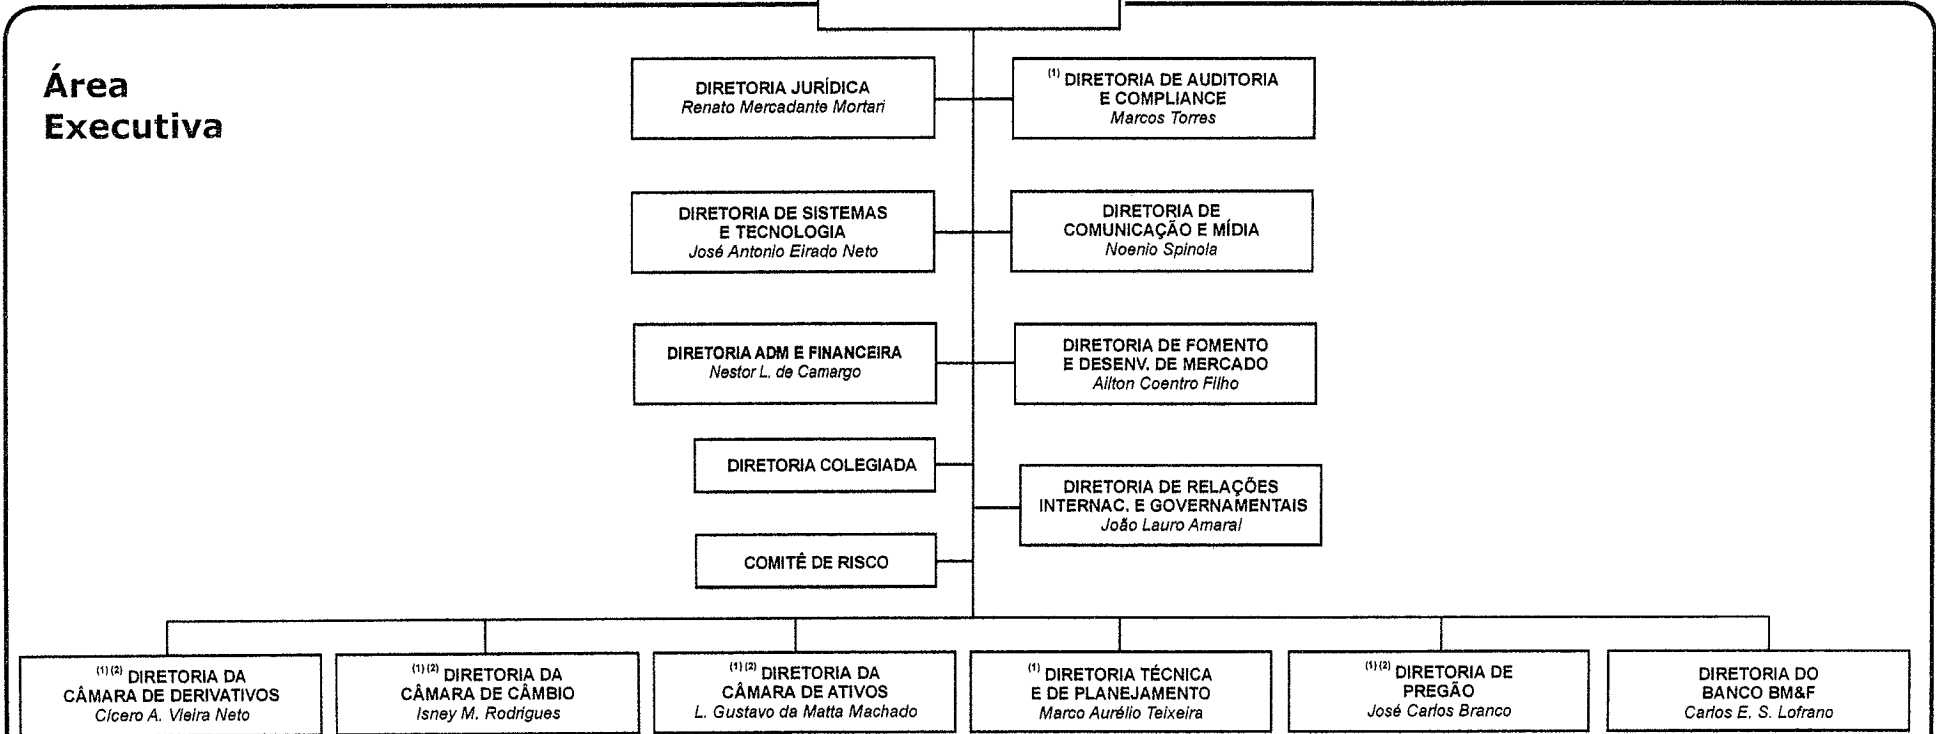 Área
Executiva
DIRETORIA JURÍDICA
Renato Mercadante Mortari
(1) DIRETORIA DE AUDITORIA
E COMPLIANCE
Marcos Torres
DIRETORIA DE SISTEMAS
E TECNOLOGIA
José Antonio Eirado Neto
DIRETORIA DE
COMUNICAÇÃO E MÍDIA
Noenio Spinola
DIRETORIA ADM E FINANCEIRA
Nestor L. de Camargo
DIRETORIA DE FOMENTO
E DESENV. DE MERCADO
Ailton Coentro Filho
DIRETORIA COLEGIADA
DIRETORIA DE RELAÇÕES
INTERNAC. E GOVERNAMENTAIS
João Lauro Amaral
COMITÊ DE RISCO
(1) (2) DIRETORIA DA
CÂMARA DE DERIVATIVOS
Cícero A. Vieira Neto
(1) (2) DIRETORIA DA
CÂMARA DE CÂMBIO
Isney M. Rodrigues
(1) (2) DIRETORIA DA
CÂMARA DE ATIVOS
L. Gustavo da Matta Machado
(1) DIRETORIA TÉCNICA
E DE PLANEJAMENTO
Marco Aurélio Teixeira
(1) (2) DIRETORIA DE
PREGÃO
José Carlos Branco
DIRETORIA DO
BANCO BM&F
Carlos E. S. Lofrano